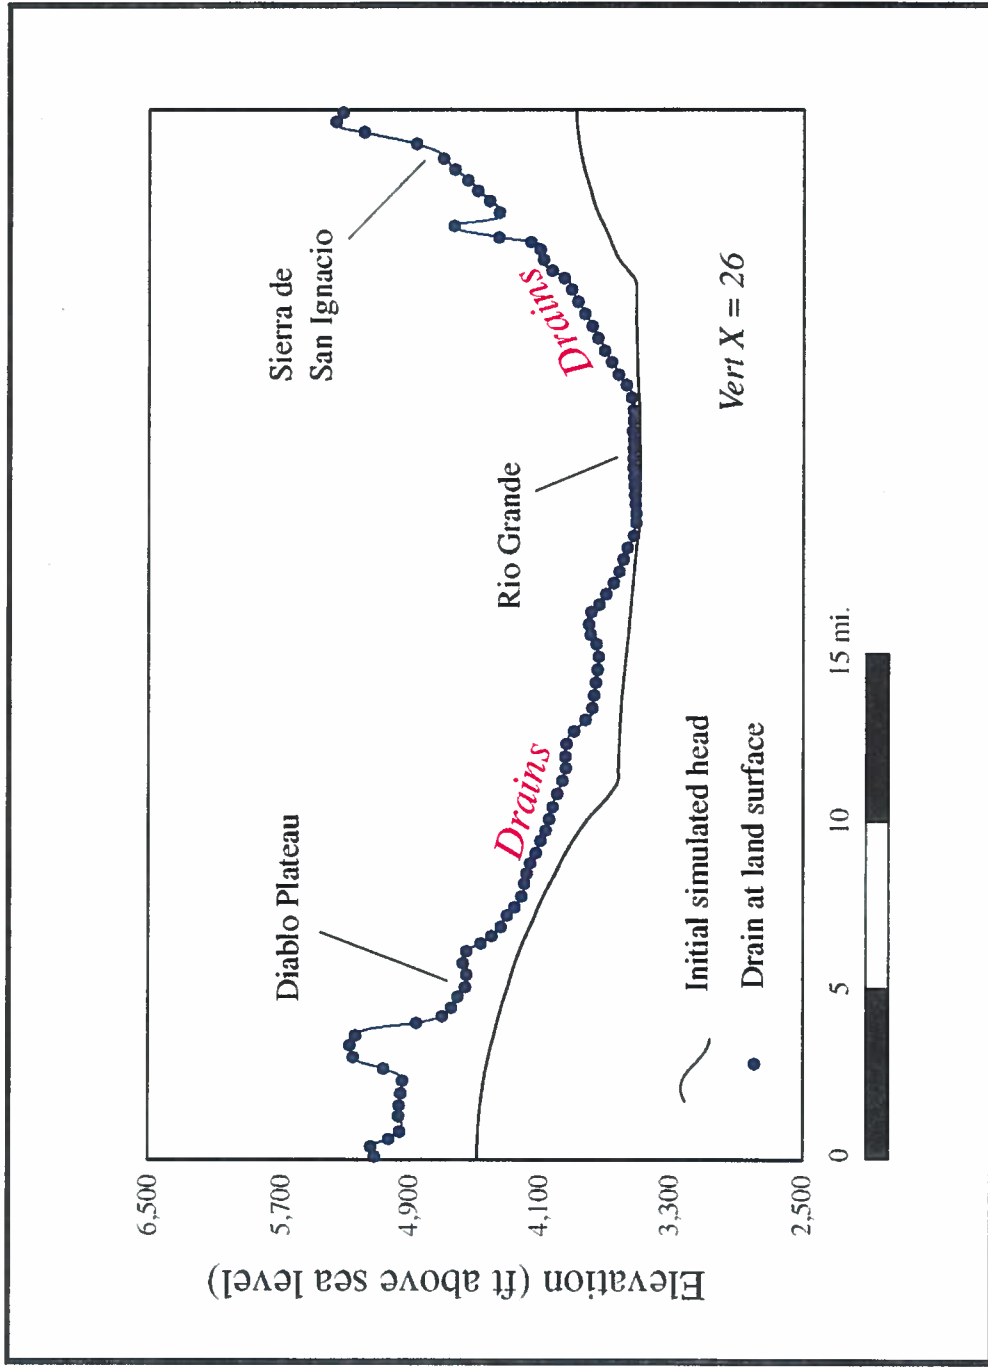 Elevation (ft above sea level)
6,500
5,700
4,900
4,100
3,300
2,500
Diablo Plateau
Sierra de
San Ignacio
Drains
Rio Grande
Drains
Initial simulated head
Drain at land surface
Vert X = 26
0
5
10
15 mi.